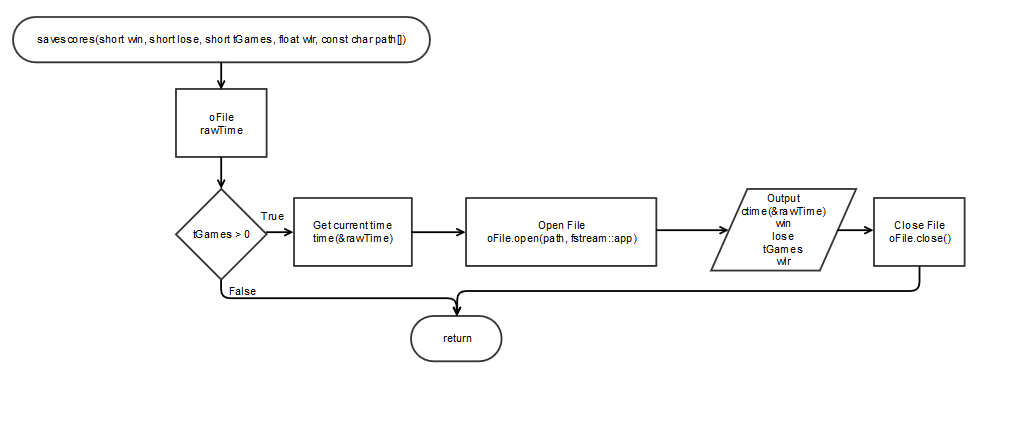 savescores(short win, short lose, short tGames, float wlr, const char path[])
oFile
rawTime
tGames > 0
True
Get current time
time(&rawTime)
Open File
oFile.open(path, fstream::app)
Output
ctime(&rawTime)
win
lose
tGames
wlr
Close File
oFile.close()
False
return